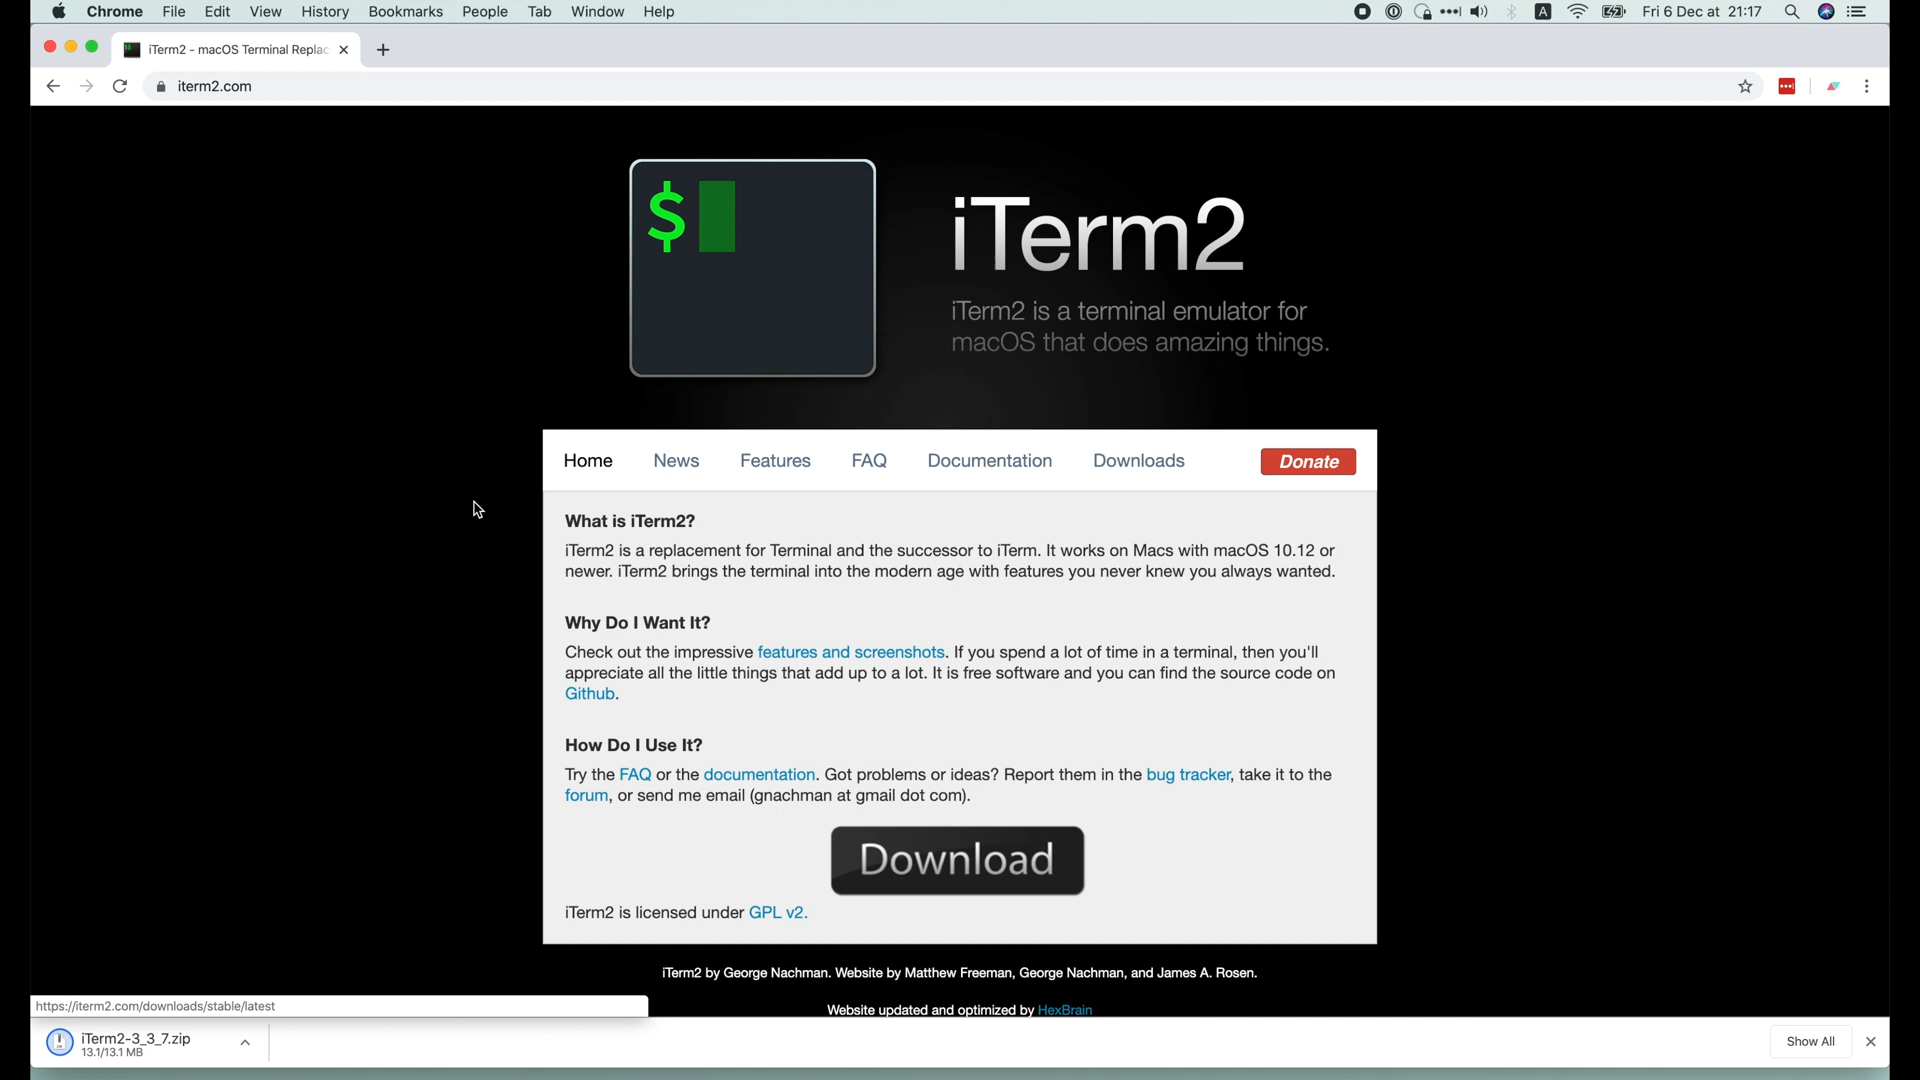 Chrome File Edit View History Bookmarks People Tab Window Help A Fri 6 Dec at 21:17
iTerm2 - macOS Terminal Replac
iterm2.com
$
iTerm2
iTerm2 is a terminal emulator for
macOS that does amazing things.
Home News Features FAQ Documentation Downloads Donate
What is iTerm2?
iTerm2 is a replacement for Terminal and the successor to iTerm. It works on Macs with macOS 10.12 or
newer. iTerm2 brings the terminal into the modern age with features you never knew you always wanted.
Why Do I Want It?
Check out the impressive features and screenshots. If you spend a lot of time in a terminal, then you'll
appreciate all the little things that add up to a lot. It is free software and you can find the source code on
Github.
How Do I Use It?
Try the FAQ or the documentation. Got problems or ideas? Report them in the bug tracker, take it to the
forum, or send me email (gnachman at gmail dot com).
Download
iTerm2 is licensed under GPL v2.
iTerm2 by George Nachman. Website by Matthew Freeman, George Nachman, and James A. Rosen.
Website updated and optimized by HexBrain
https://iterm2.com/downloads/stable/latest
iTerm2-3_3_7.zip
13.1/13.1 MB
Show All